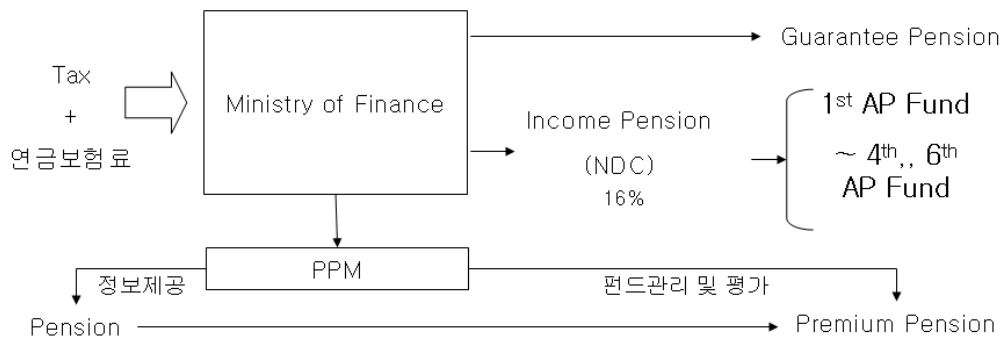 Guarantee Pension
Tax
+
연금보험료
Ministry of Finance
Income Pension
(NDC)
16%
1st AP Fund
~ 4th,, 6th
AP Fund
PPM
정보제공
펀드관리 및 평가
Pension
Premium Pension